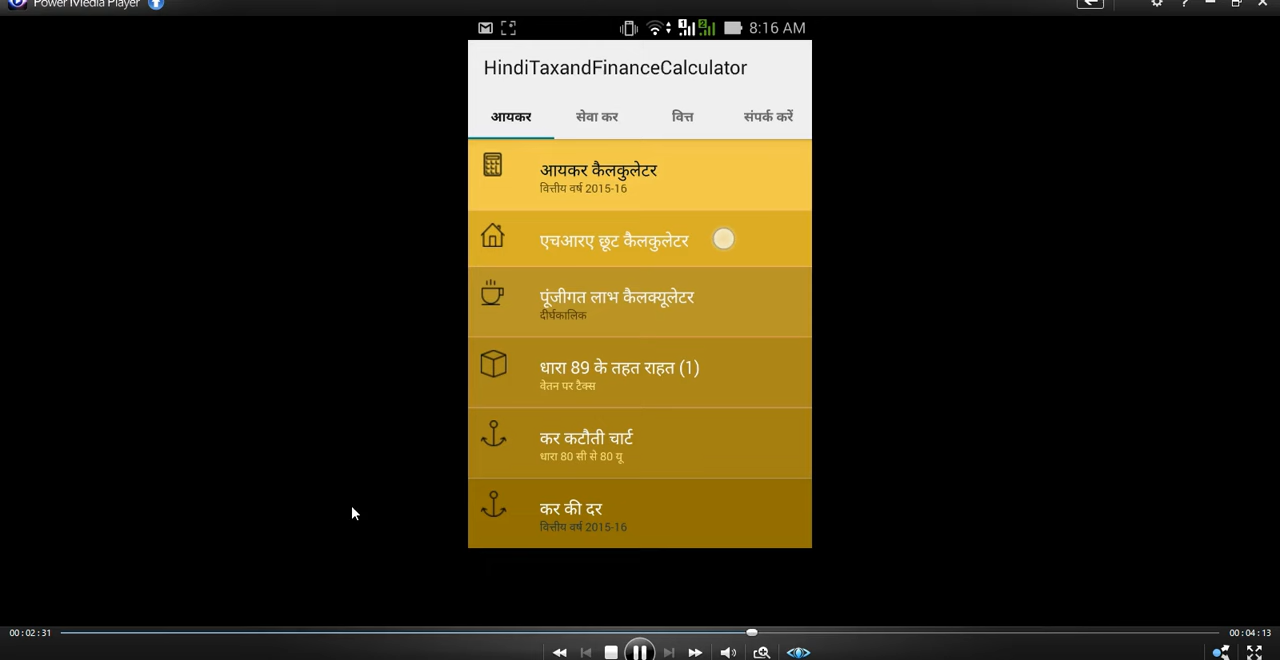 Power Media Player
8:16 AM
HindiTaxandFinanceCalculator
आयकर सेवा कर वित्त संपर्क करें
आयकर कैलकुलेटर
वित्तीय वर्ष 2015-16
एचआरए छूट कैलकुलेटर
पूंजीगत लाभ कैलक्यूलेटर
दीर्घकालिक
धारा 89 के तहत राहत (1)
वेतन पर टैक्स
कर कटौती चार्ट
धारा 80 सी से 80 यू
कर की दर
वित्तीय वर्ष 2015-16
00:02:31 00:04:13